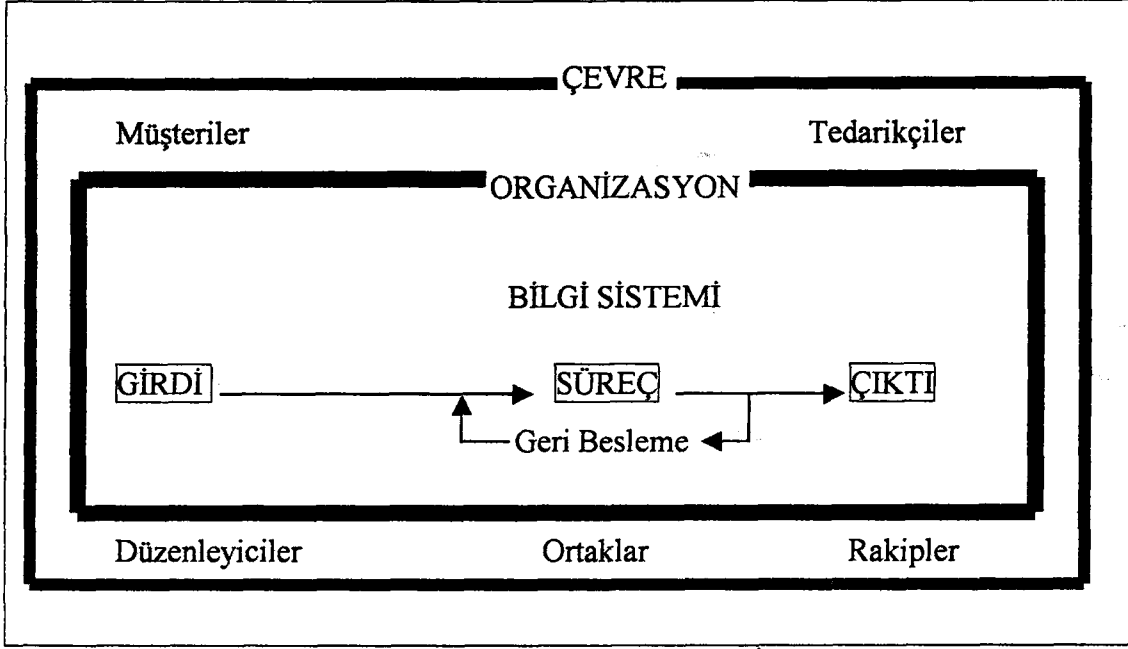 ÇEVRE
Müşteriler Tedarikçiler
ORGANİZASYON
BİLGİ SİSTEMİ
GİRDİ SÜREÇ ÇIKTI
Geri Besleme
Düzenleyiciler Ortaklar Rakipler